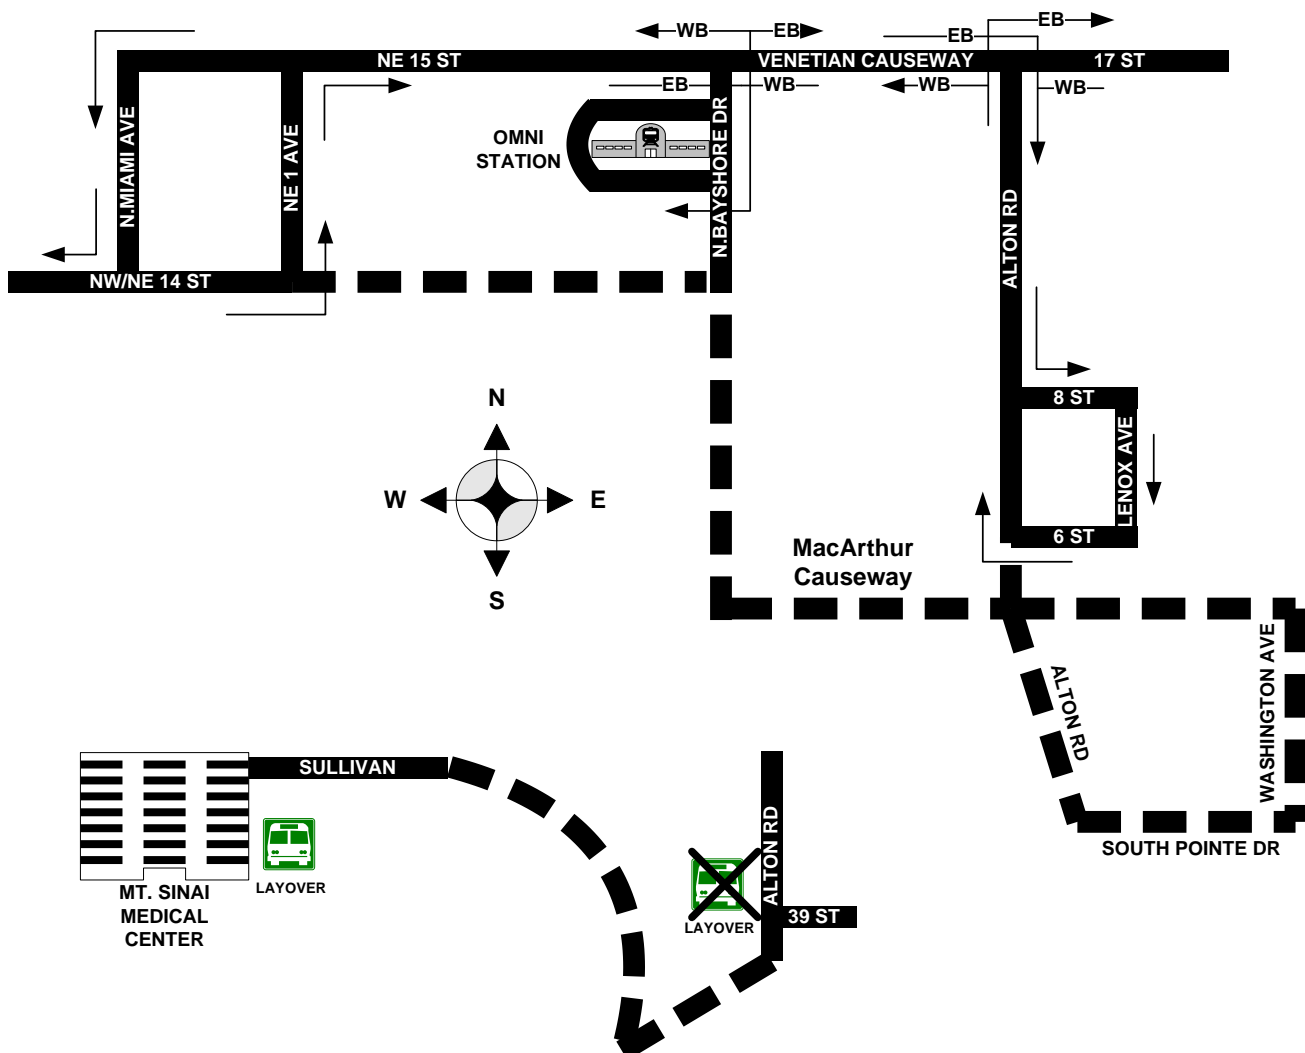 EB
WB
EB
EB
NE 15 ST
VENETIAN CAUSEWAY
17 ST
EB
WB
WB
WB
N.MIAMI AVE
NE 1 AVE
OMNI
STATION
N.BAYSHORE DR
ALTON RD
NW/NE 14 ST
N
W
E
S
8 ST
LENOX AVE
6 ST
MacArthur
Causeway
ALTON RD
WASHINGTON AVE
SOUTH POINTE DR
SULLIVAN
LAYOVER
MT. SINAI
MEDICAL
CENTER
ALTON RD
LAYOVER
39 ST